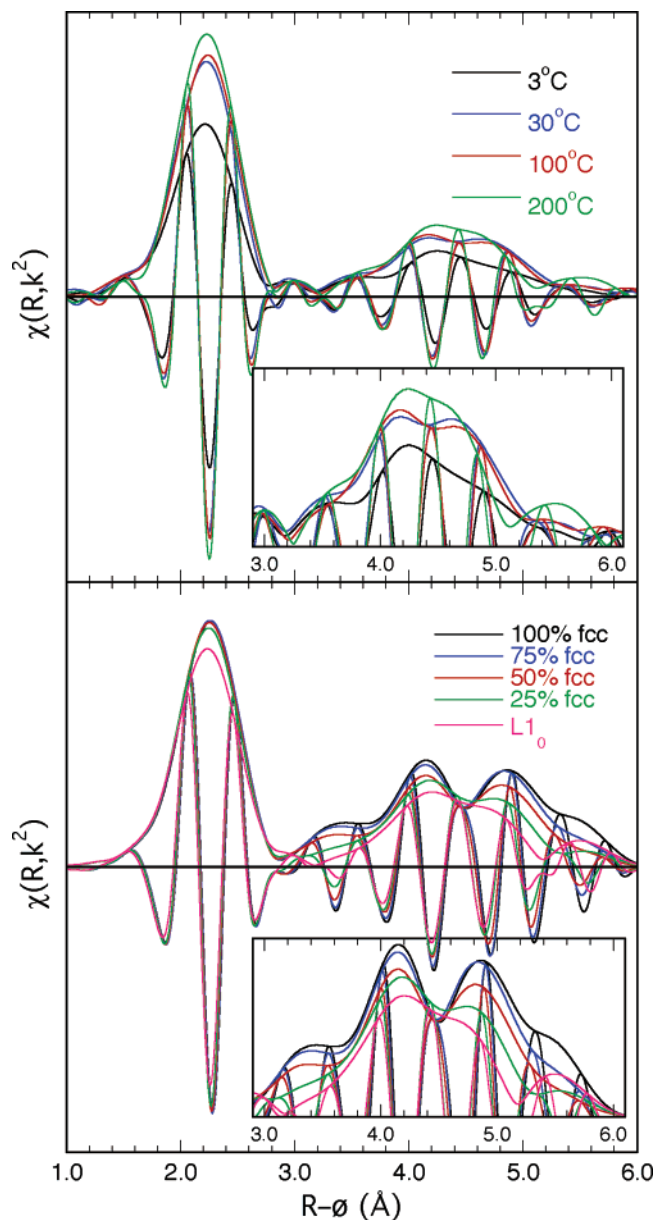 χ(R,k²)
3°C
30°C
100°C
200°C
3.0 4.0 5.0 6.0
χ(R,k²)
100% fcc
75% fcc
50% fcc
25% fcc
L1₀
3.0 4.0 5.0 6.0
1.0 2.0 3.0 4.0 5.0 6.0
R–ø (Å)